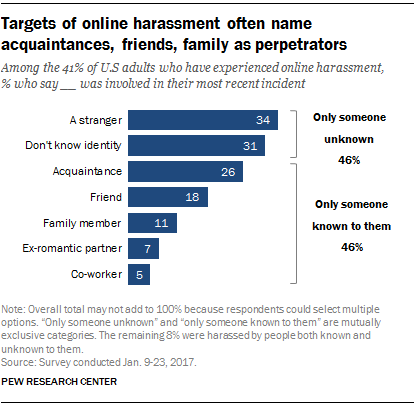 Targets of online harassment often name
acquaintances, friends, family as perpetrators
Among the 41% of U.S adults who have experienced online harassment,
% who say __ was involved in their most recent incident
A stranger 34
Don't know identity 31
Only someone
unknown
46%
Acquaintance 26
Friend 18
Family member 11
Ex-romantic partner 7
Co-worker 5
Only someone
known to them
46%
Note: Overall total may not add to 100% because respondents could select multiple
options. “Only someone unknown” and “only someone known to them” are mutually
exclusive categories. The remaining 8% were harassed by people both known and
unknown to them.
Source: Survey conducted Jan. 9-23, 2017.
PEW RESEARCH CENTER